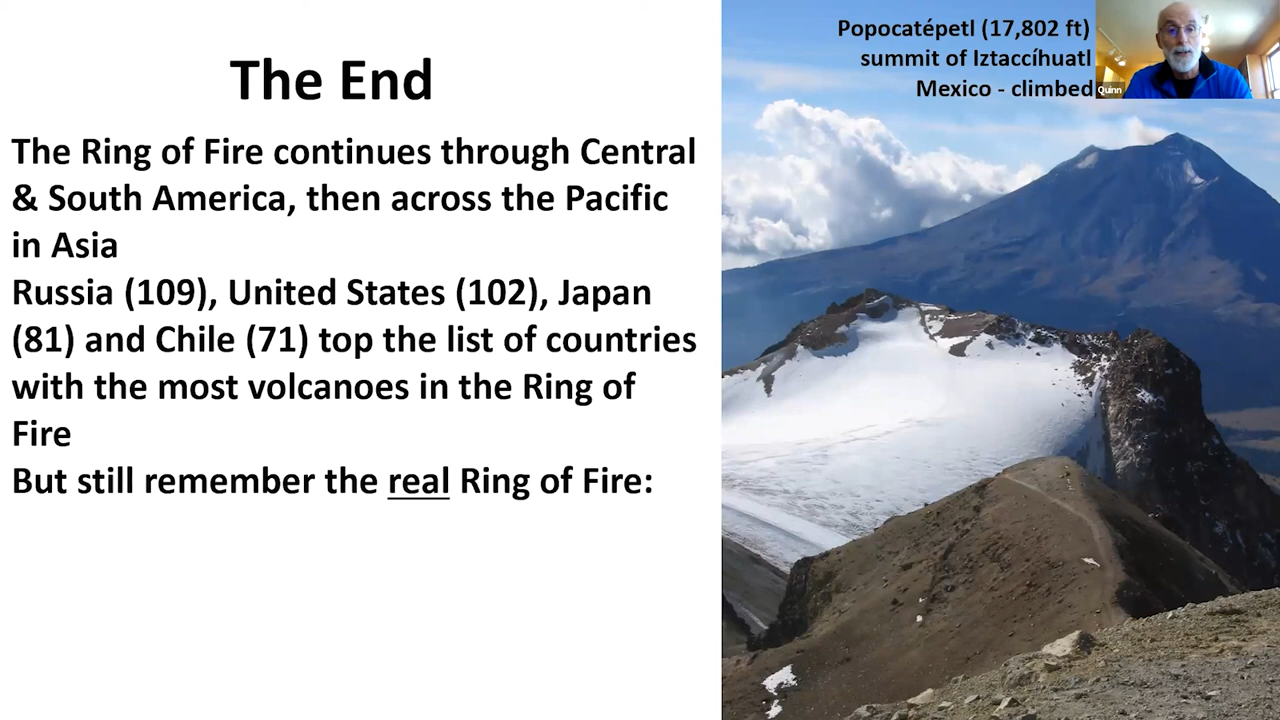 The End
The Ring of Fire continues through Central
& South America, then across the Pacific
in Asia
Russia (109), United States (102), Japan
(81) and Chile (71) top the list of countries
with the most volcanoes in the Ring of
Fire
But still remember the real Ring of Fire:
Popocatépetl (17,802 ft)
summit of Iztaccíhuatl
Mexico - climbed
Quinn